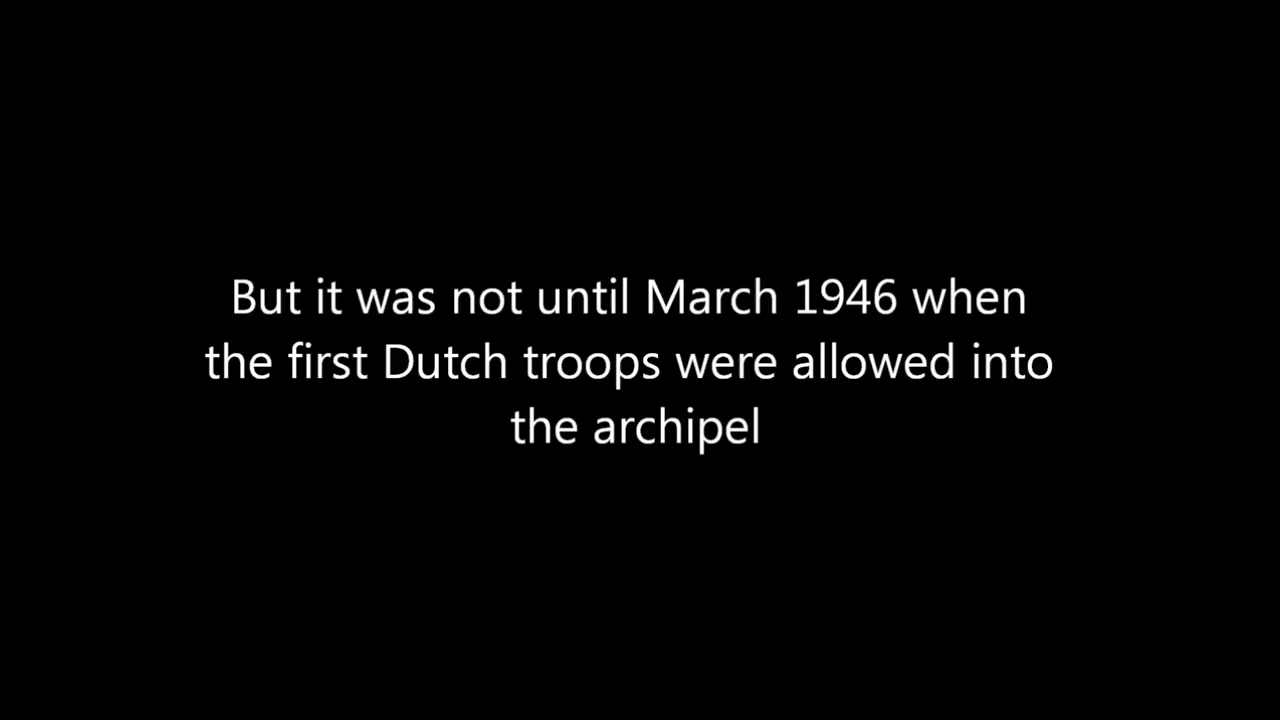 But it was not until March 1946 when
the first Dutch troops were allowed into
the archipel